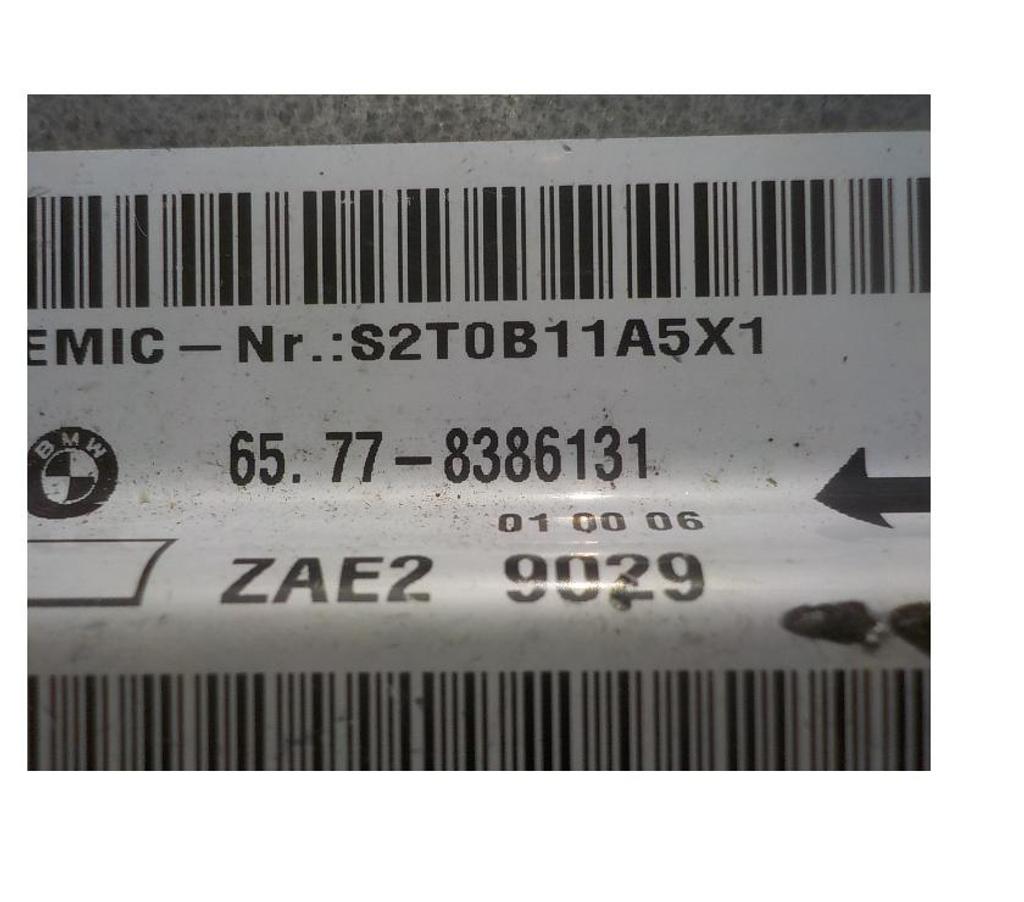 EMIC – Nr.:S2T0B11A5X1
BMW
65. 77 – 8386131
01 00 06
ZAE2 9029